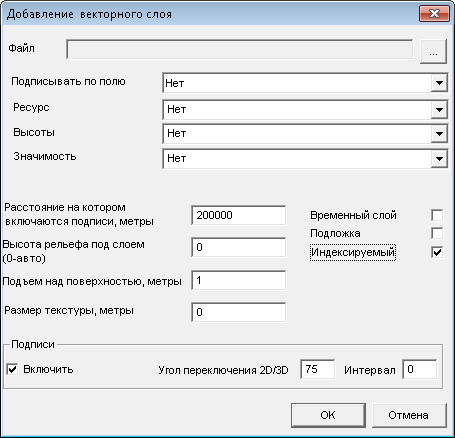 Добавление векторного слоя
Файл
...
Подписывать по полю Нет
Ресурс Нет
Высоты Нет
Значимость Нет
Расстояние на котором
включаются подписи, метры 200000
Временный слой
Подложка
Высота рельефа под слоем
(0-авто) 0
Индексируемый
Подъем над поверхностью, метры 1
Размер текстуры, метры 0
Подписи
Включить Угол переключения 2D/3D 75 Интервал 0
OK Отмена